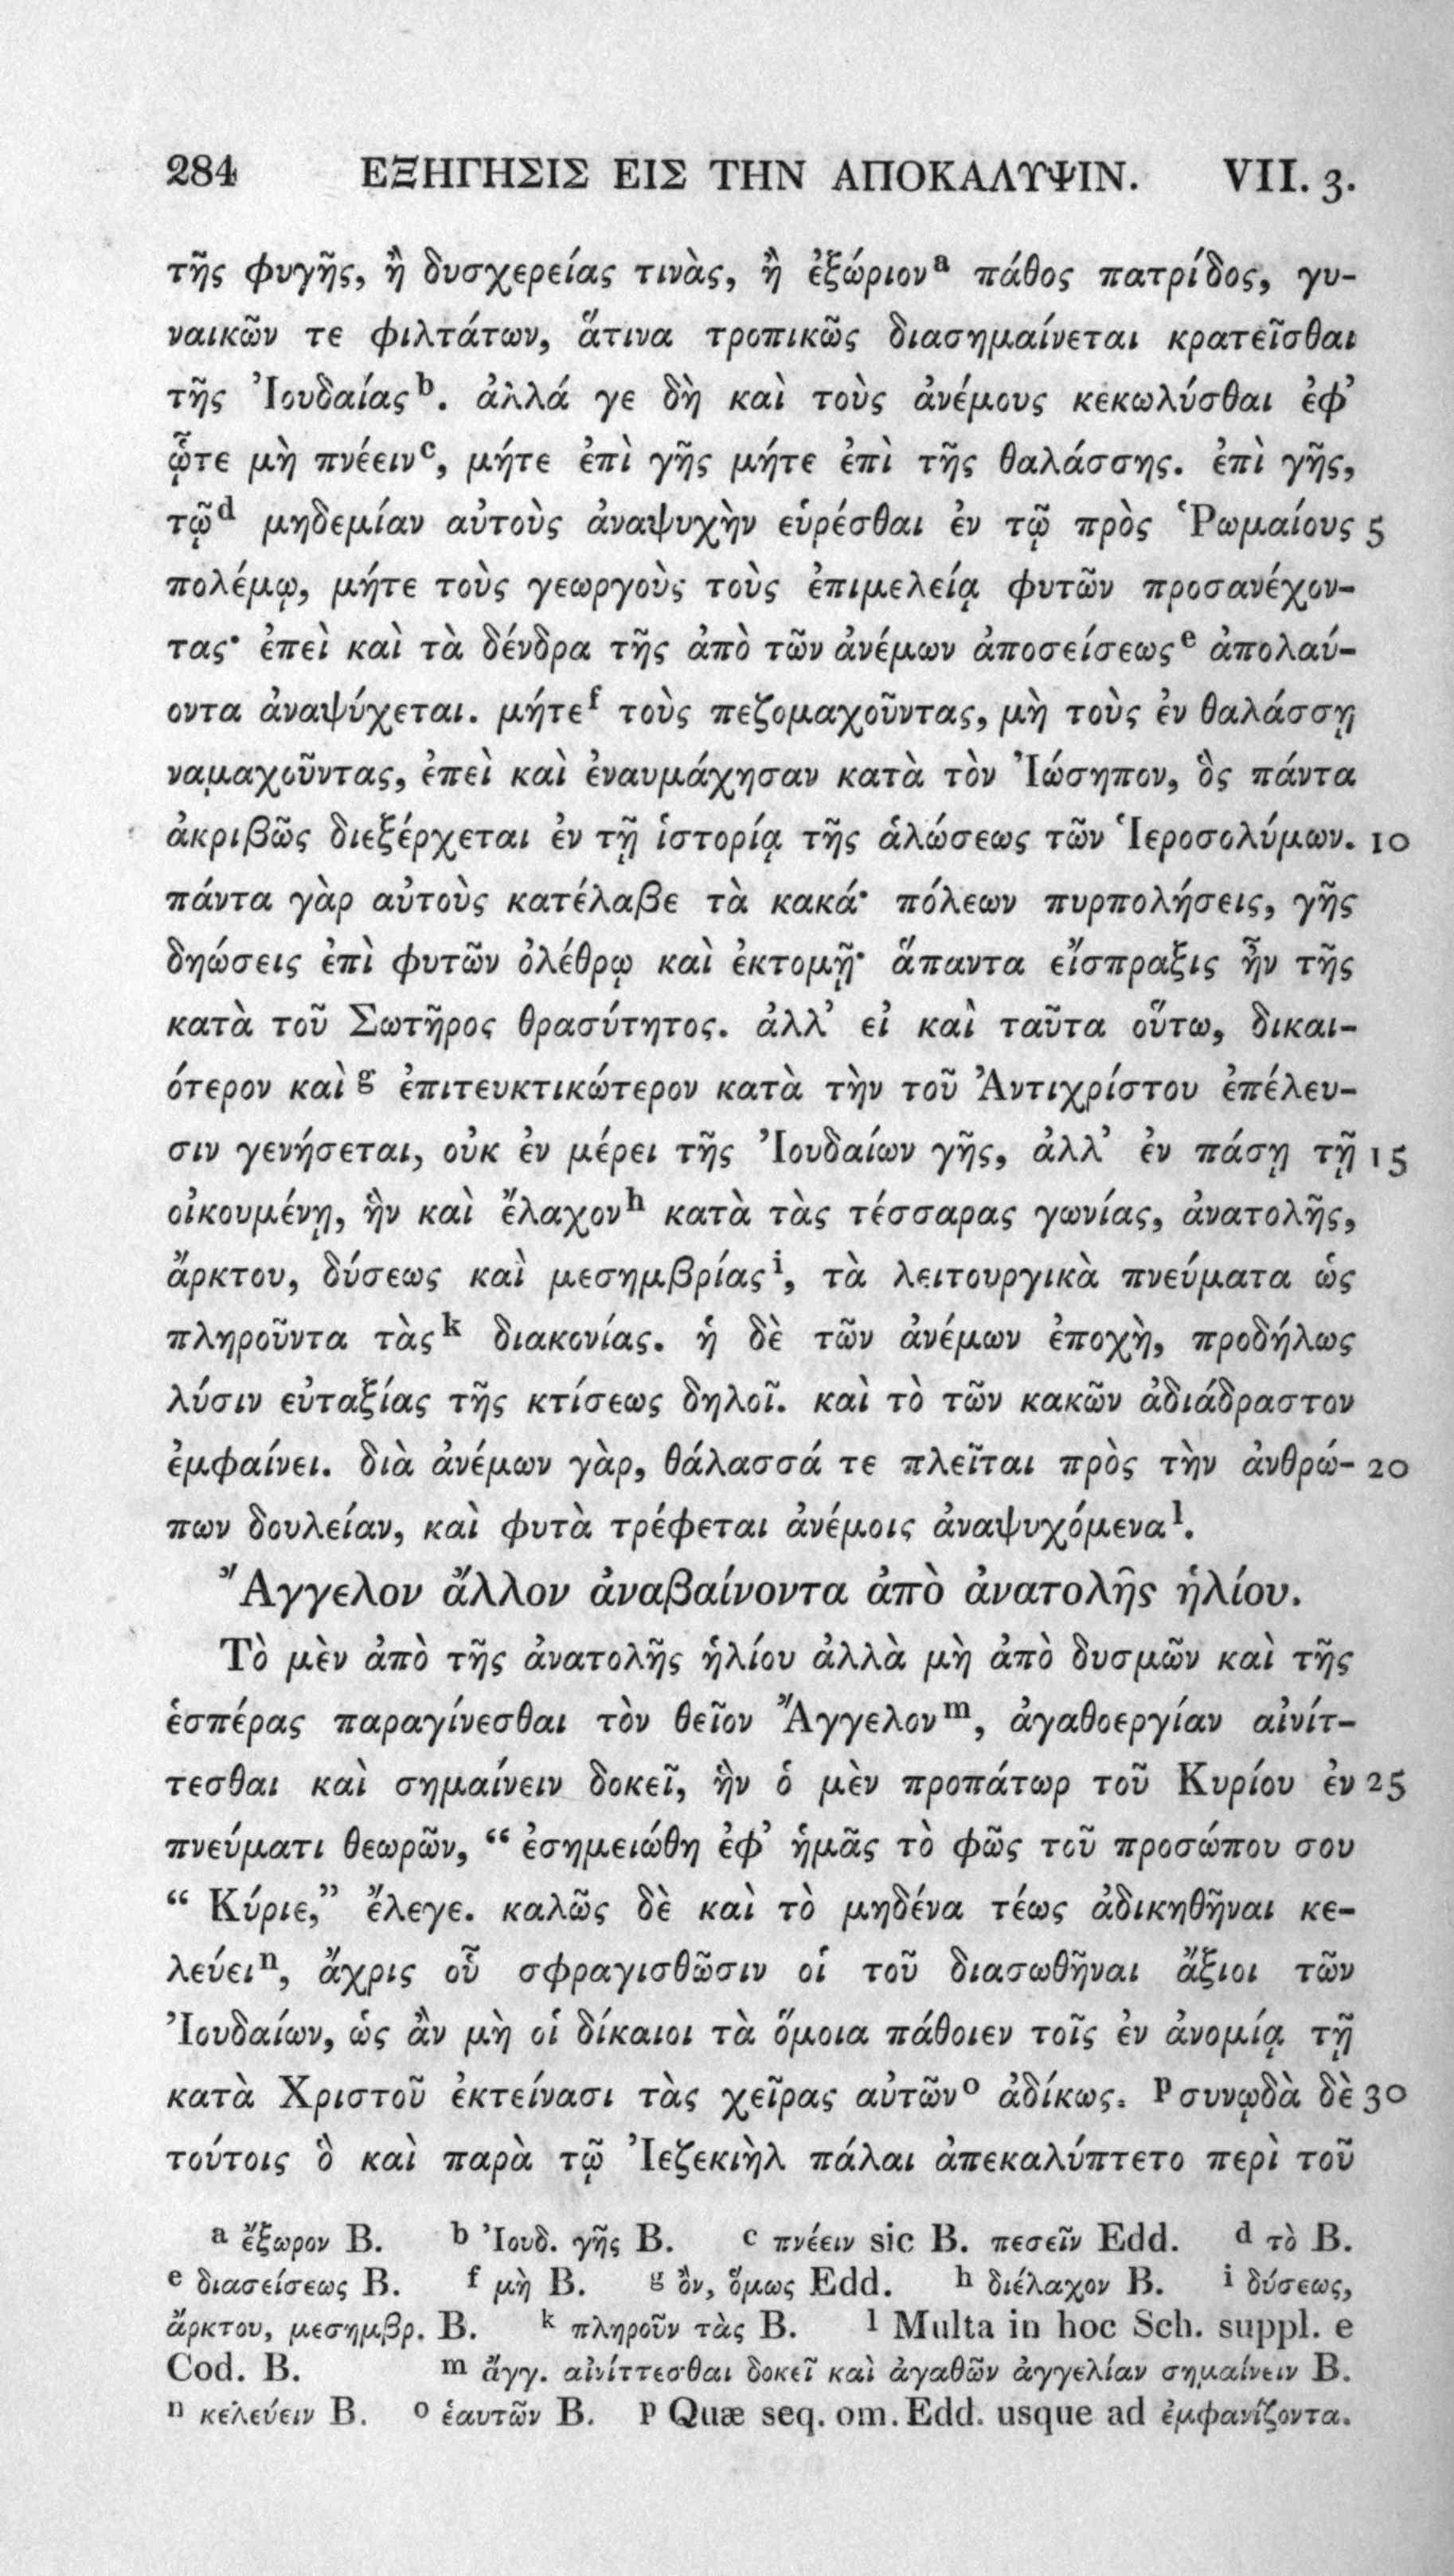 284 ΕΞΗΓΗΣΙΣ ΕΙΣ ΤΗΝ ΑΠΟΚΑΛΥΨΙΝ. VII. 3.
τῆς φυγῆς, ἢ δυσχερείας τινὰς, ἢ ἐξώριον a πάθος πατρίδος, γυ-
ναικῶν τε φιλτάτων, ἅτινα τροπικῶς διασημαίνεται κρατεῖσθαι
τῆς Ἰουδαίας b. ἀλλά γε δὴ καὶ τοὺς ἀνέμους κεκωλύσθαι ἐφ’
ᾧτε μὴ πνέειν c, μήτε ἐπὶ γῆς μήτε ἐπὶ τῆς θαλάσσης. ἐπὶ γῆς,
τῷ d μηδεμίαν αὐτοὺς ἀναψυχὴν εὑρέσθαι ἐν τῷ πρὸς Ῥωμαίους 5
πολέμῳ, μήτε τοὺς γεωργοὺς τοὺς ἐπιμελείᾳ φυτῶν προσανέχον-
τας· ἐπεὶ καὶ τὰ δένδρα τῆς ἀπὸ τῶν ἀνέμων ἀποσείσεως e ἀπολαύ-
οντα ἀναψύχεται. μήτε f τοὺς πεζομαχοῦντας, μὴ τοὺς ἐν θαλάσσῃ
ναμαχοῦντας, ἐπεὶ καὶ ἐναυμάχησαν κατὰ τὸν Ἰώσηπον, ὃς πάντα
ἀκριβῶς διεξέρχεται ἐν τῇ ἱστορίᾳ τῆς ἁλώσεως τῶν Ἱεροσολύμων. 10
πάντα γὰρ αὐτοὺς κατέλαβε τὰ κακά· πόλεων πυρπολήσεις, γῆς
δηώσεις ἐπὶ φυτῶν ὀλέθρῳ καὶ ἐκτομῇ· ἅπαντα εἴσπραξις ἦν τῆς
κατὰ τοῦ Σωτῆρος θρασύτητος. ἀλλ’ εἰ καὶ ταῦτα οὕτω, δικαι-
ότερον καὶ g ἐπιτευκτικώτερον κατὰ τὴν τοῦ Ἀντιχρίστου ἐπέλευ-
σιν γενήσεται, οὐκ ἐν μέρει τῆς Ἰουδαίων γῆς, ἀλλ’ ἐν πάσῃ τῇ 15
οἰκουμένῃ, ἣν καὶ ἔλαχον h κατὰ τὰς τέσσαρας γωνίας, ἀνατολῆς,
ἄρκτου, δύσεως καὶ μεσημβρίας i, τὰ λειτουργικὰ πνεύματα ὡς
πληροῦντα τὰς k διακονίας. ἡ δὲ τῶν ἀνέμων ἐποχὴ, προδήλως
λύσιν εὐταξίας τῆς κτίσεως δηλοῖ. καὶ τὸ τῶν κακῶν ἀδιάδραστον
ἐμφαίνει. διὰ ἀνέμων γὰρ, θάλασσά τε πλεῖται πρὸς τὴν ἀνθρώ- 20
πων δουλείαν, καὶ φυτὰ τρέφεται ἀνέμοις ἀναψυχόμενα l.
Ἄγγελον ἄλλον ἀναβαίνοντα ἀπὸ ἀνατολῆς ἡλίου.
Τὸ μὲν ἀπὸ τῆς ἀνατολῆς ἡλίου ἀλλὰ μὴ ἀπὸ δυσμῶν καὶ τῆς
ἑσπέρας παραγίνεσθαι τὸν θεῖον Ἄγγελον m, ἀγαθοεργίαν αἰνίτ-
τεσθαι καὶ σημαίνειν δοκεῖ, ἣν ὁ μὲν προπάτωρ τοῦ Κυρίου ἐν 25
πνεύματι θεωρῶν, “ ἐσημειώθη ἐφ’ ἡμᾶς τὸ φῶς τοῦ προσώπου σου
“ Κύριε,” ἔλεγε. καλῶς δὲ καὶ τὸ μηδένα τέως ἀδικηθῆναι κε-
λεύει n, ἄχρις οὗ σφραγισθῶσιν οἱ τοῦ διασωθῆναι ἄξιοι τῶν
Ἰουδαίων, ὡς ἂν μὴ οἱ δίκαιοι τὰ ὅμοια πάθοιεν τοῖς ἐν ἀνομίᾳ τῇ
κατὰ Χριστοῦ ἐκτείνασι τὰς χεῖρας αὐτῶν o ἀδίκως. p συνῳδὰ δὲ 30
τούτοις ὃ καὶ παρὰ τῷ Ἰεζεκιὴλ πάλαι ἀπεκαλύπτετο περὶ τοῦ
a ἔξωρον B. b Ἰουδ. γῆς B. c πνέειν sic B. πεσεῖν Edd. d τὸ B.
e διασείσεως B. f μὴ B. g ὂν, ὅμως Edd. h διέλαχον B. i δύσεως,
ἄρκτου, μεσημβρ. B. k πληροῦν τὰς B. l Multa in hoc Sch. suppl. e
Cod. B. m ἄγγ. αἰνίττεσθαι δοκεῖ καὶ ἀγαθῶν ἀγγελίαν σημαίνειν B.
n κελεύειν B. o ἑαυτῶν B. p Quæ seq. om. Edd. usque ad ἐμφανίζοντα.